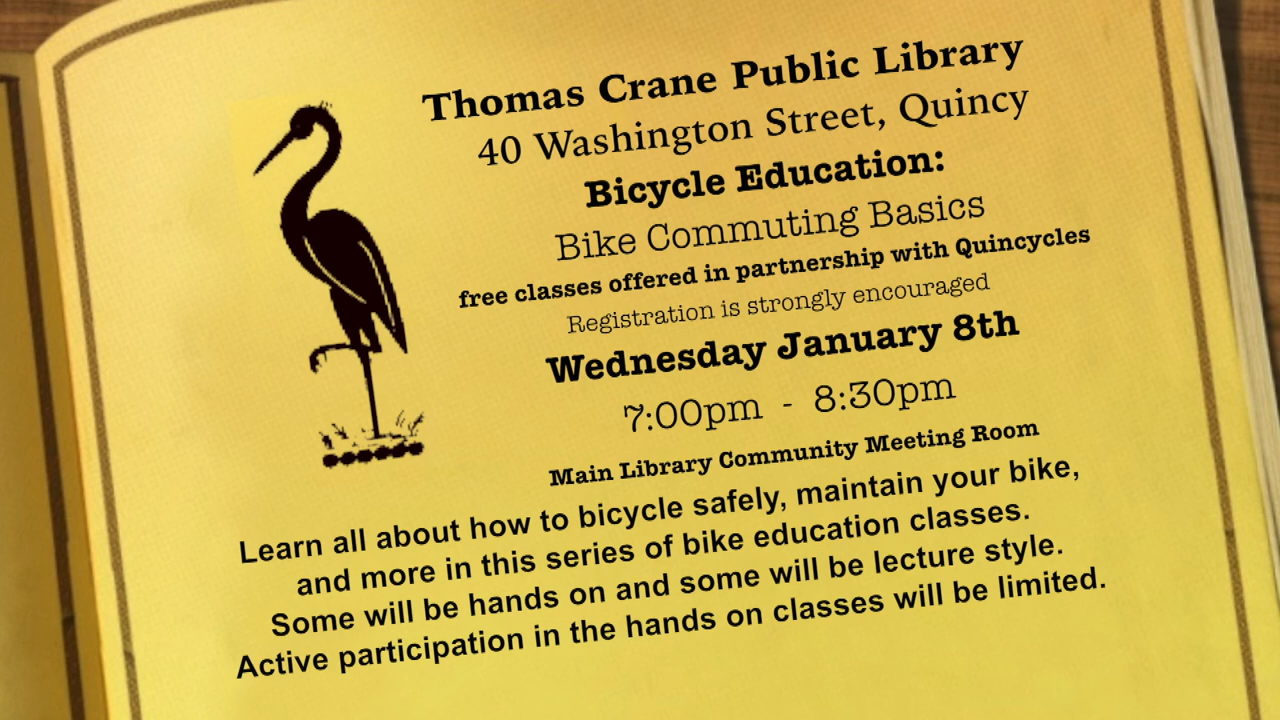 Thomas Crane Public Library
40 Washington Street, Quincy
Bicycle Education:
Bike Commuting Basics
free classes offered in partnership with Quincycles
Registration is strongly encouraged
Wednesday January 8th
7:00pm - 8:30pm
Main Library Community Meeting Room
Learn all about how to bicycle safely, maintain your bike,
and more in this series of bike education classes.
Some will be hands on and some will be lecture style.
Active participation in the hands on classes will be limited.